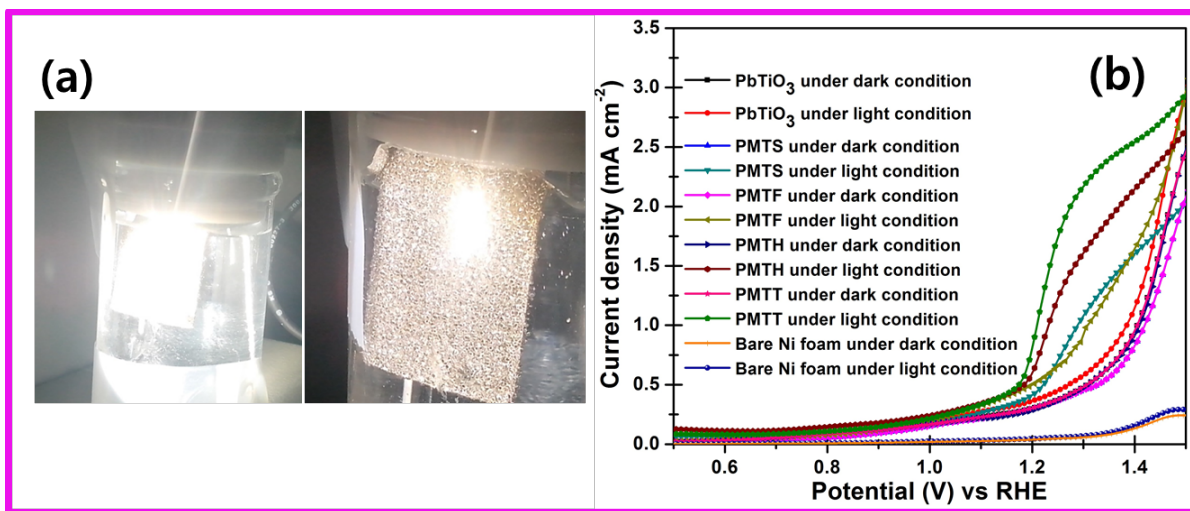 (a)
(b)
3.5
3.0
2.5
2.0
1.5
1.0
0.5
0.0
Current density (mA cm⁻²)
PbTiO₃ under dark condition
PbTiO₃ under light condition
PMTS under dark condition
PMTS under light condition
PMTF under dark condition
PMTF under light condition
PMTH under dark condition
PMTH under light condition
PMTT under dark condition
PMTT under light condition
Bare Ni foam under dark condition
Bare Ni foam under light condition
0.6 0.8 1.0 1.2 1.4
Potential (V) vs RHE